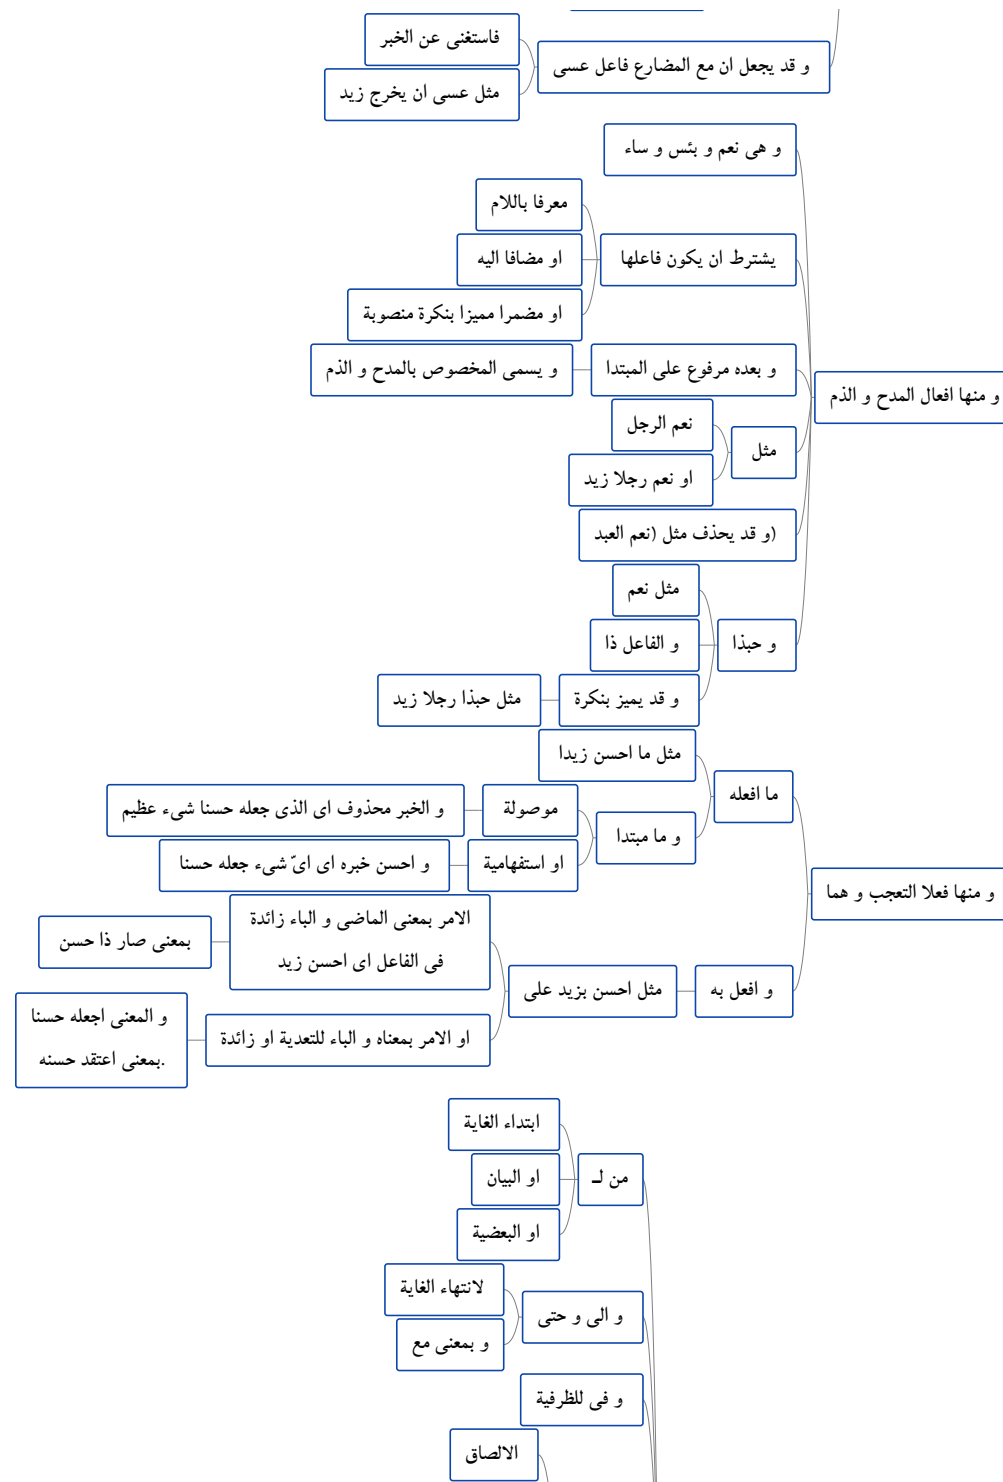 و قد يجعل ان مع المضارع فاعل عسى
فاستغنى عن الخبر
مثل عسى ان يخرج زيد
و منها افعال المدح و الذم
و هى نعم و بئس و ساء
يشترط ان يكون فاعلها
معرفا باللام
او مضافا اليه
او مضمرا مميزا بنكرة منصوبة
و بعده مرفوع على المبتدا
و يسمى المخصوص بالمدح و الذم
مثل
نعم الرجل
او نعم رجلا زيد
(و قد يحذف مثل (نعم العبد
و حبذا
مثل نعم
و الفاعل ذا
و قد يميز بنكرة
مثل حبذا رجلا زيد
و منها فعلا التعجب و هما
ما افعله
مثل ما احسن زيدا
و ما مبتدا
موصولة
و الخبر محذوف اى الذى جعله حسنا شىء عظيم
او استفهامية
و احسن خبره اى اىّ شىء جعله حسنا
و افعل به
مثل احسن بزيد على
الامر بمعنى الماضى و الباء زائدة
فى الفاعل اى احسن زيد
بمعنى صار ذا حسن
او الامر بمعناه و الباء للتعدية او زائدة
و المعنى اجعله حسنا
.بمعنى اعتقد حسنه
من لـ
ابتداء الغاية
او البيان
او البعضية
و الى و حتى
لانتهاء الغاية
و بمعنى مع
و فى للظرفية
الالصاق